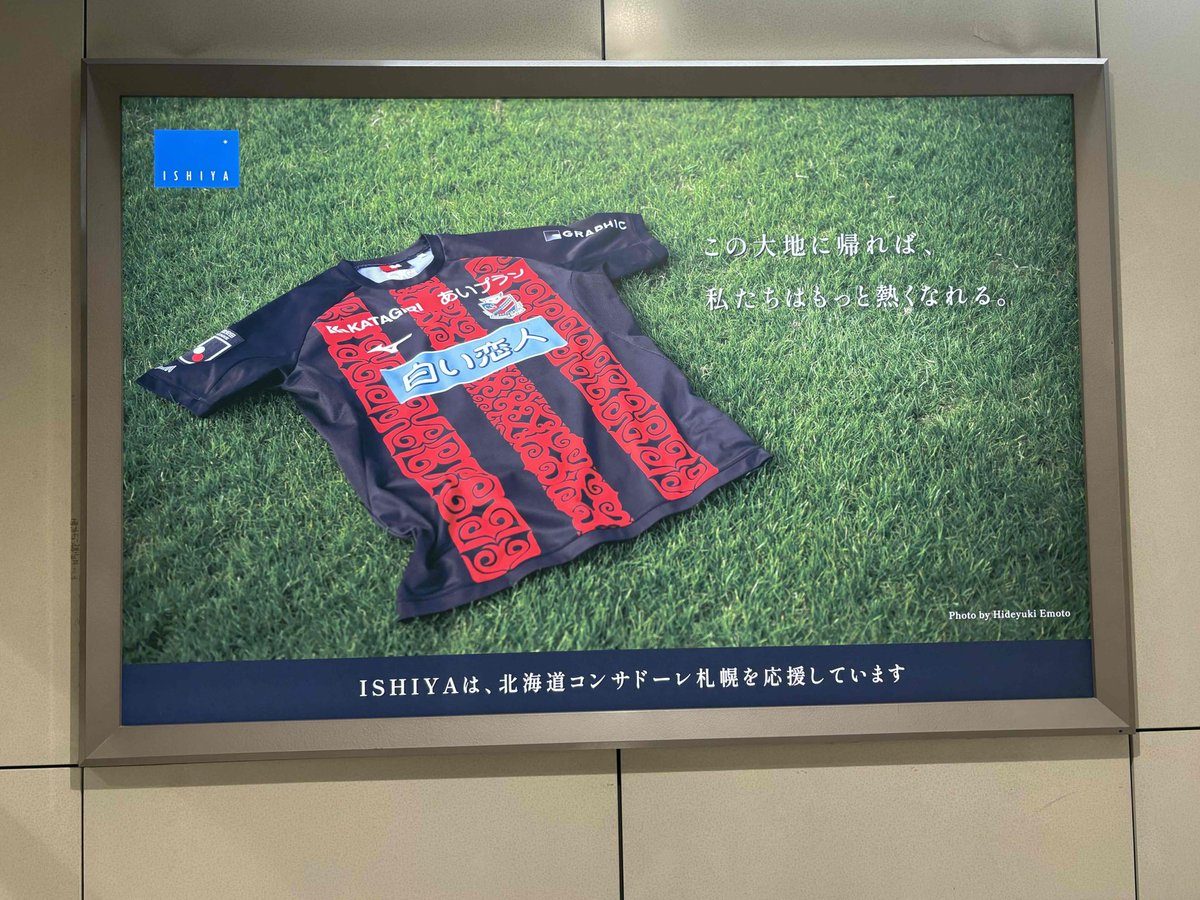 ISHIYA
この大地に帰れば、
私たちはもっと熱くなれる。
GRAPHIC
あいプラン
KATAGIRI
白い恋人
Photo by Hideyuki Emoto
ISHIYAは、北海道コンサドーレ札幌を応援しています